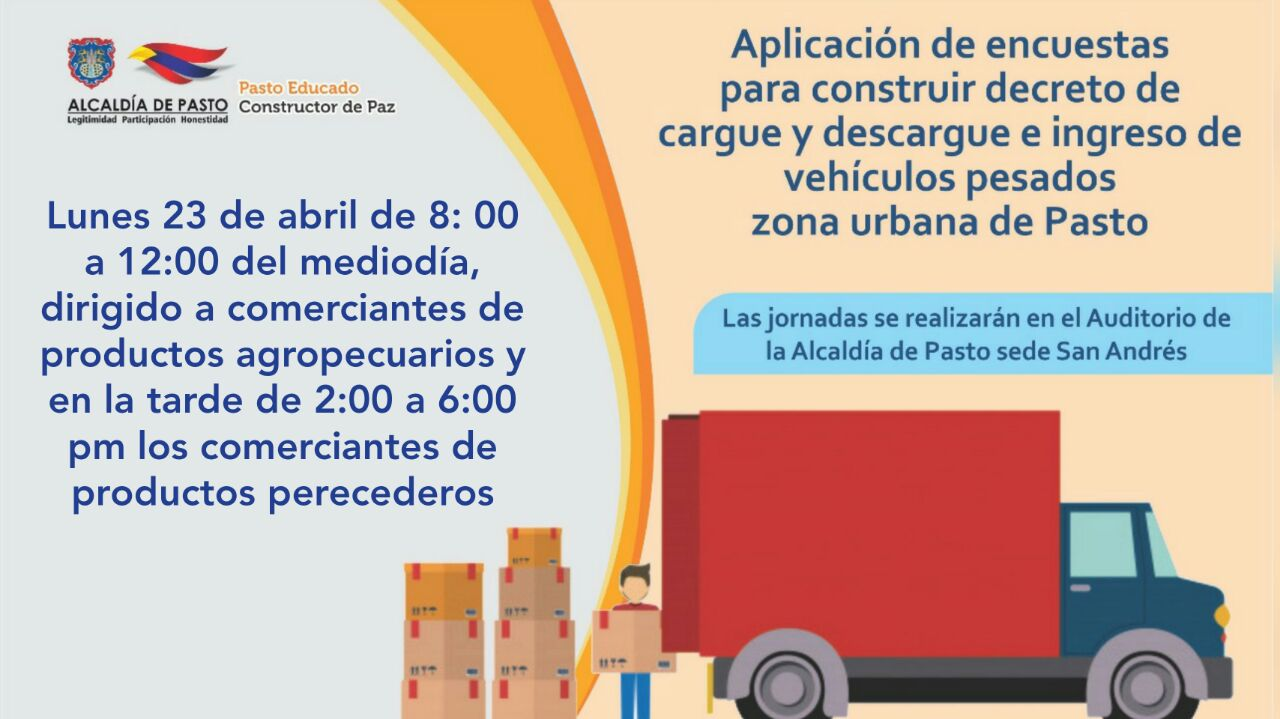 ALCALDÍA DE PASTO
Legitimidad Participación Honestidad
Pasto Educado
Constructor de Paz
Lunes 23 de abril de 8: 00
a 12:00 del mediodía,
dirigido a comerciantes de
productos agropecuarios y
en la tarde de 2:00 a 6:00
pm los comerciantes de
productos perecederos
Aplicación de encuestas
para construir decreto de
cargue y descargue e ingreso de
vehículos pesados
zona urbana de Pasto
Las jornadas se realizarán en el Auditorio de
la Alcaldía de Pasto sede San Andrés